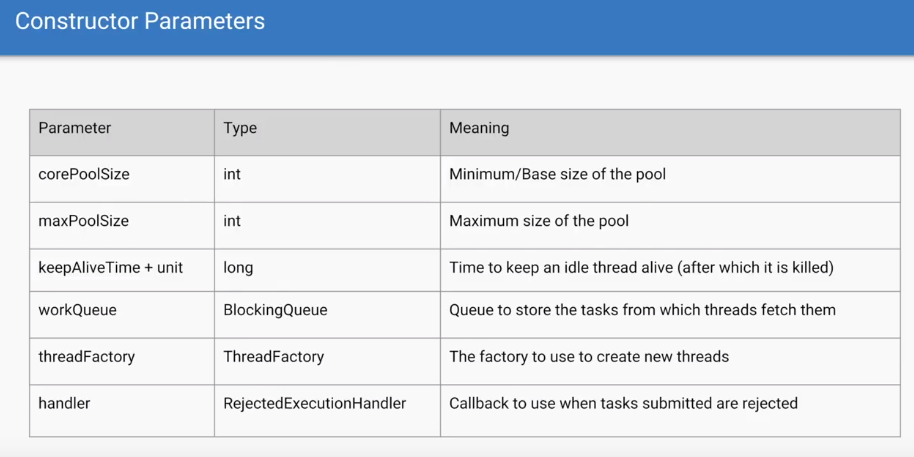 Constructor Parameters
Parameter Type Meaning
corePoolSize int Minimum/Base size of the pool
maxPoolSize int Maximum size of the pool
keepAliveTime + unit long Time to keep an idle thread alive (after which it is killed)
workQueue BlockingQueue Queue to store the tasks from which threads fetch them
threadFactory ThreadFactory The factory to use to create new threads
handler RejectedExecutionHandler Callback to use when tasks submitted are rejected